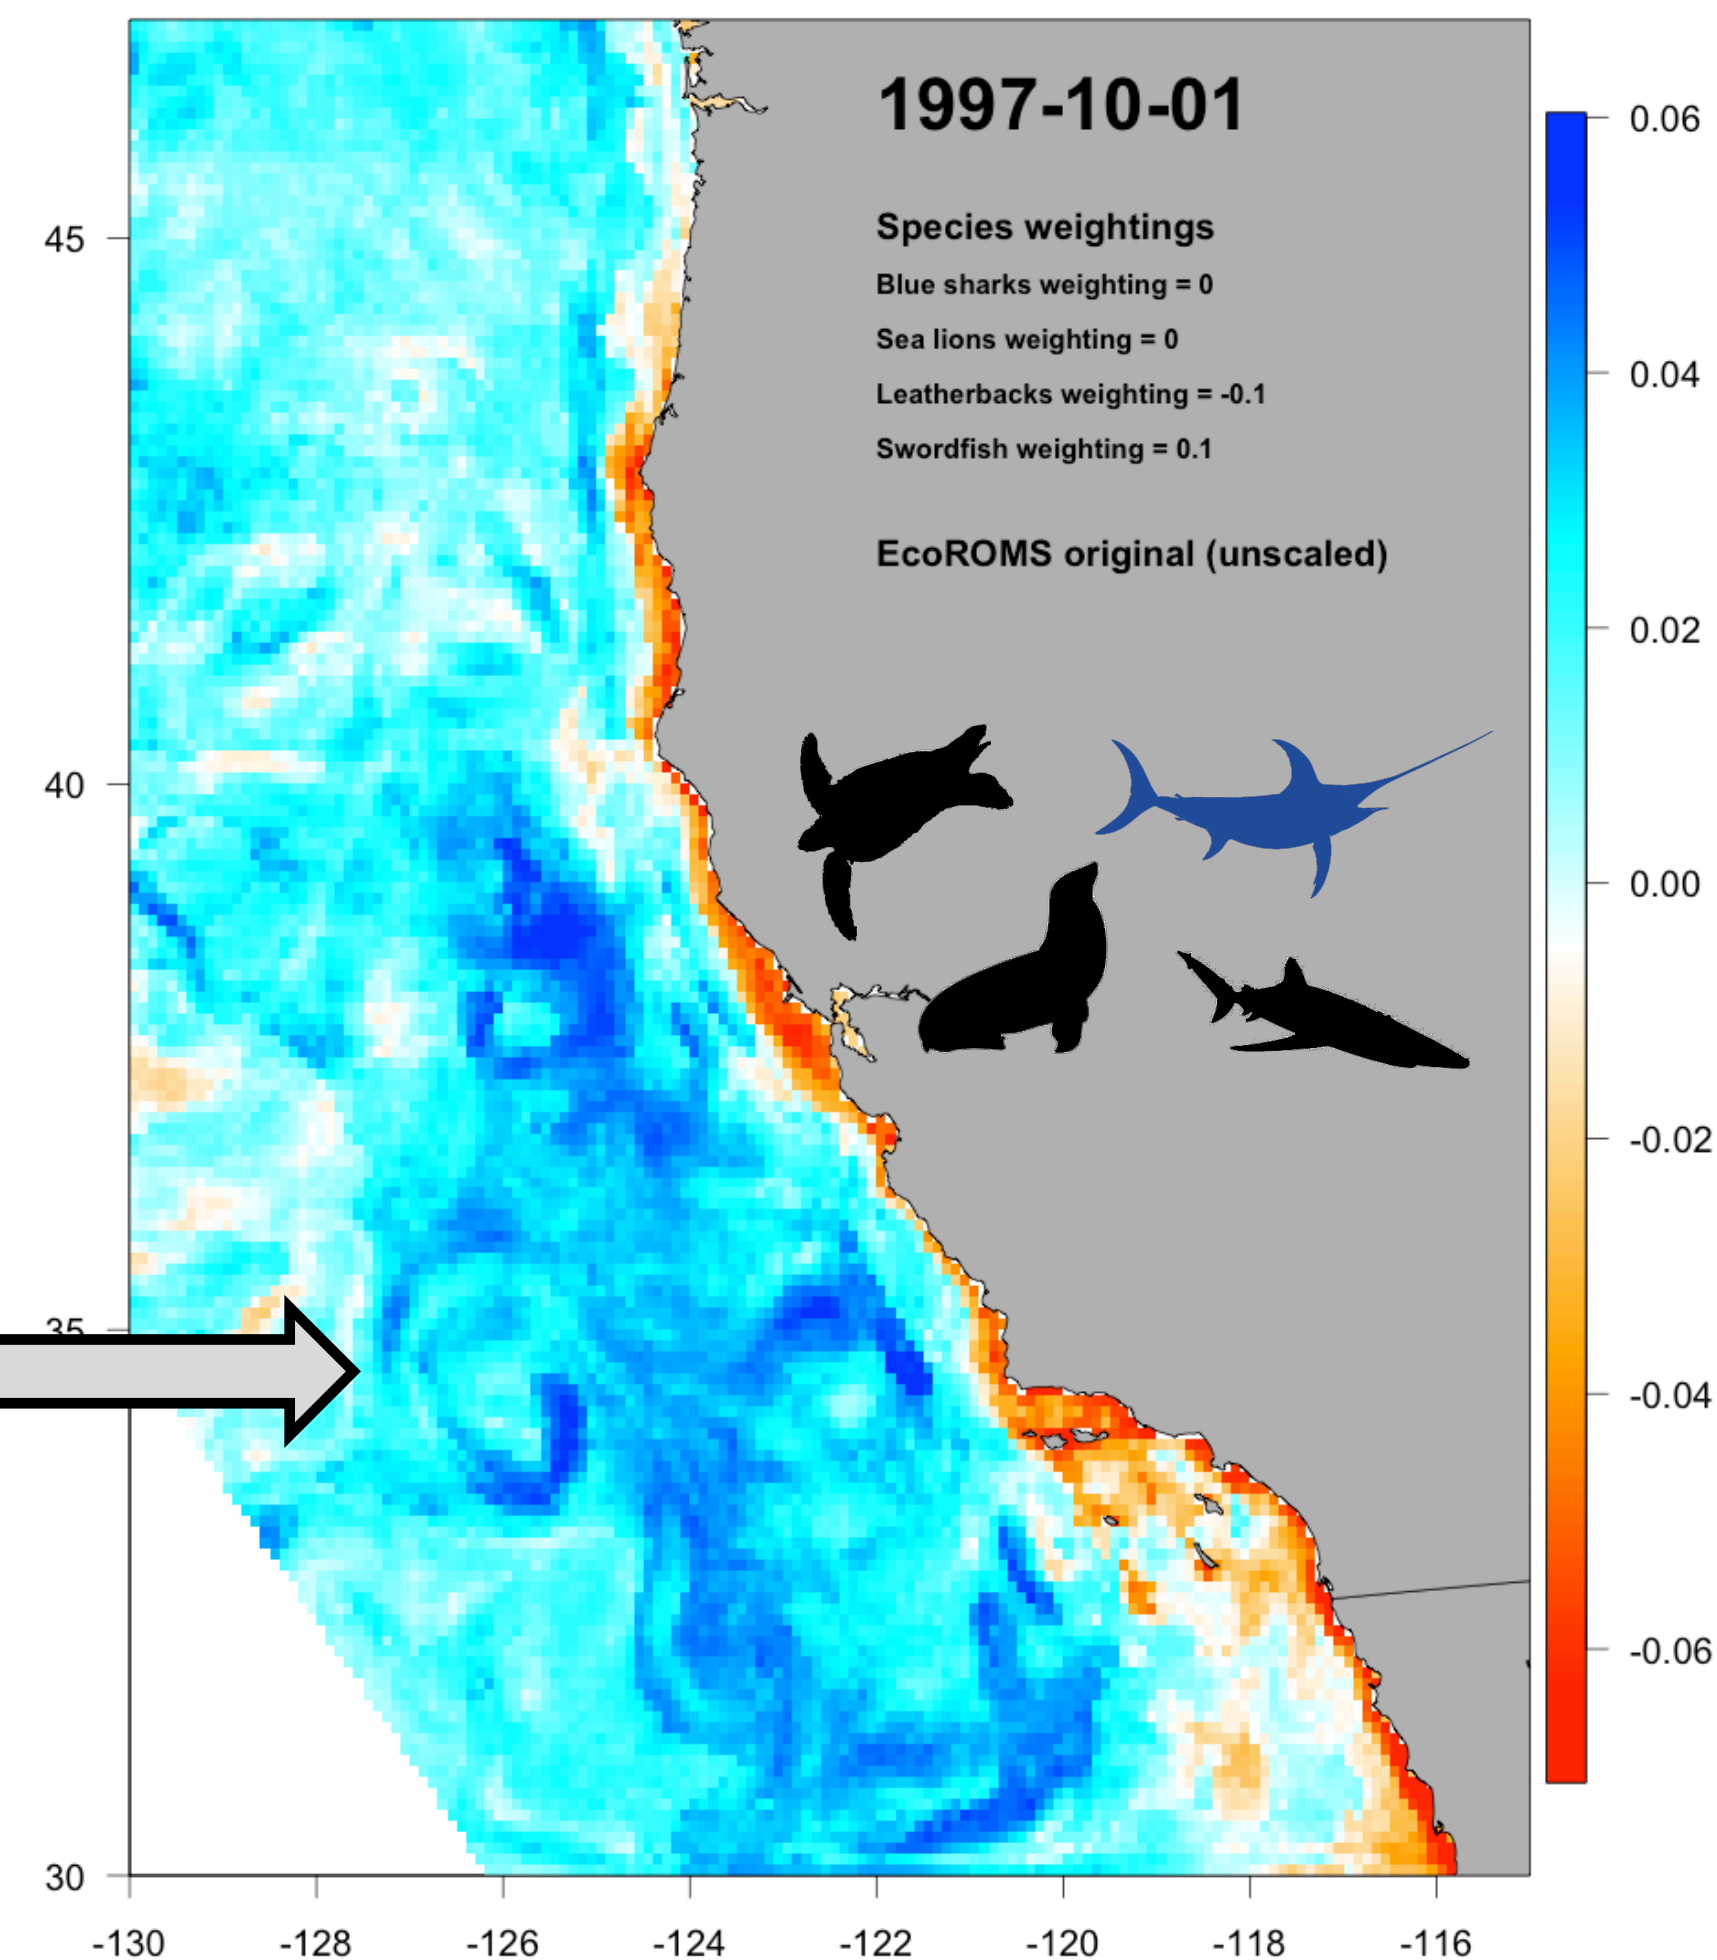 1997-10-01
Species weightings
Blue sharks weighting = 0
Sea lions weighting = 0
Leatherbacks weighting = -0.1
Swordfish weighting = 0.1
EcoROMS original (unscaled)
0.06
0.04
0.02
0.00
-0.02
-0.04
-0.06
45
40
35
30
-130 -128 -126 -124 -122 -120 -118 -116